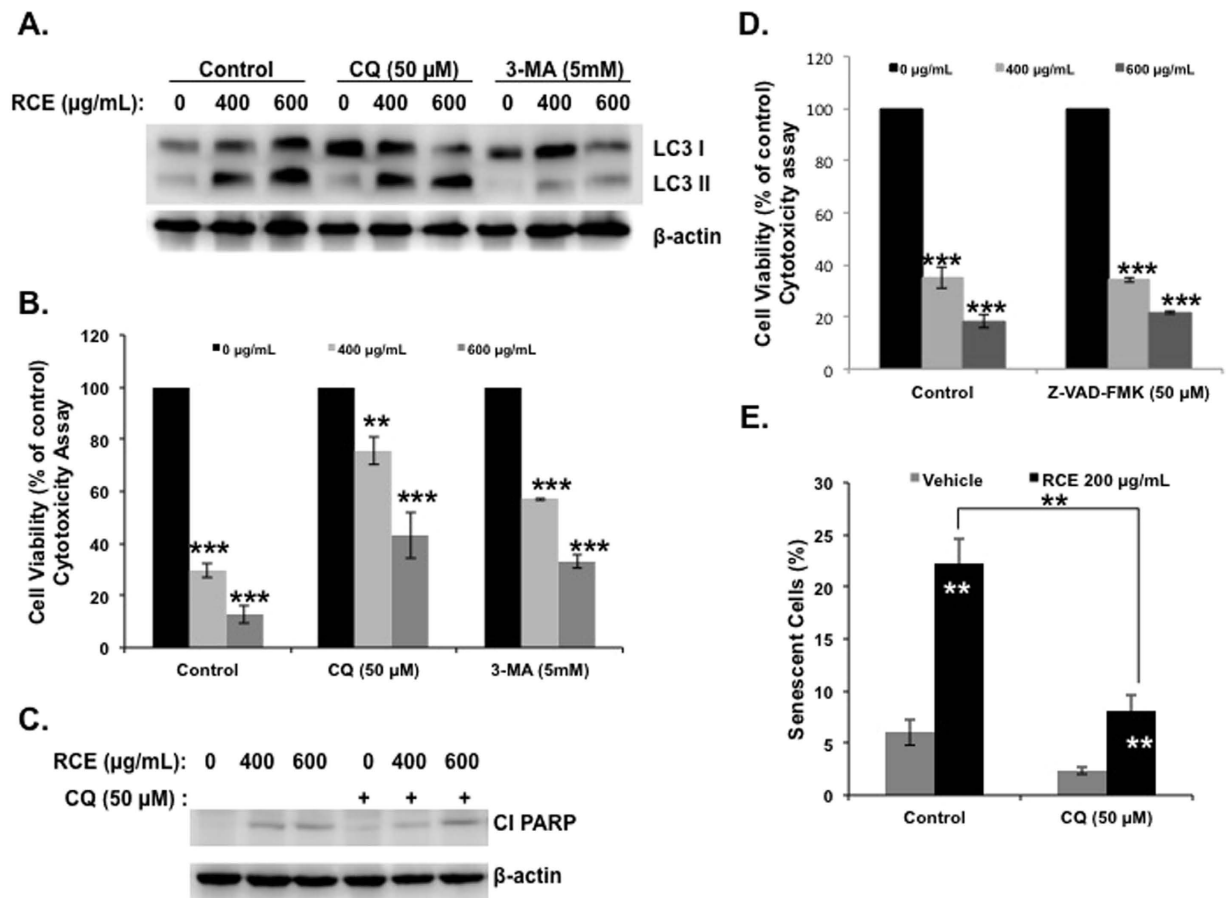 A.
Control CQ (50 µM) 3-MA (5mM)
RCE (µg/mL): 0 400 600 0 400 600 0 400 600
LC3 I
LC3 II
β-actin
B.
Cell Viability (% of control)
Cytotoxicity Assay
120
100
80
60
40
20
0
0 µg/mL 400 µg/mL 600 µg/mL
*** *** ** *** *** ***
Control CQ (50 µM) 3-MA (5mM)
C.
RCE (µg/mL): 0 400 600 0 400 600
CQ (50 µM) : + + +
Cl PARP
β-actin
D.
Cell Viability (% of control)
Cytotoxicity assay
120
100
80
60
40
20
0
0 µg/mL 400 µg/mL 600 µg/mL
*** *** *** ***
Control Z-VAD-FMK (50 µM)
E.
Senescent Cells (%)
30
25
20
15
10
5
0
Vehicle RCE 200 µg/mL
**
** **
Control CQ (50 µM)